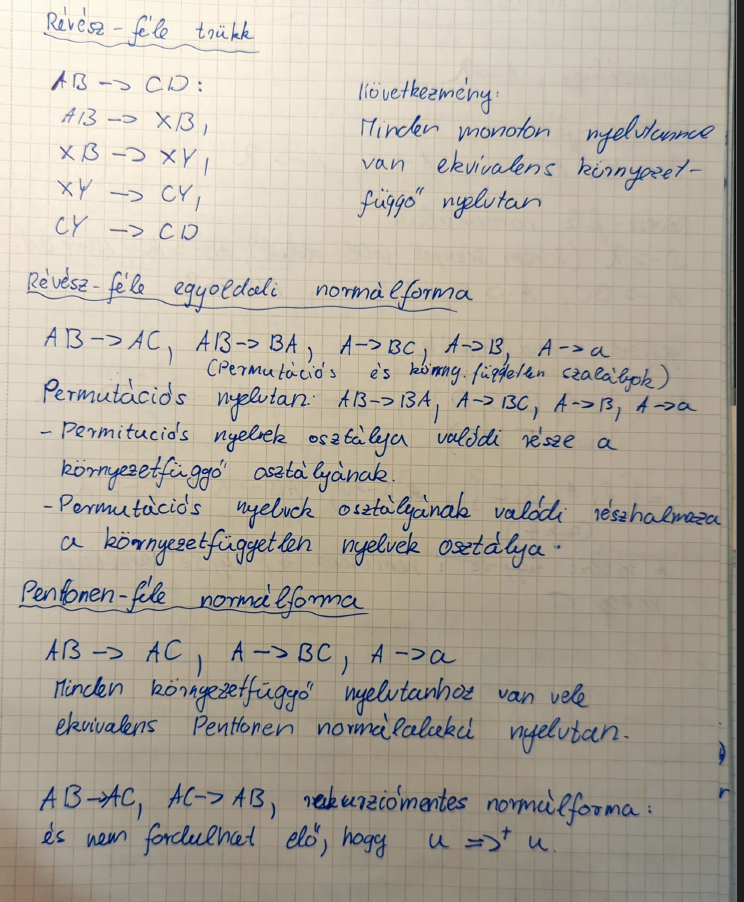 Révész-féle trükk
AB -> CD:
AB -> XB,
XB -> XY,
XY -> CY,
CY -> CD
Következmény:
Minden monoton nyelvtannak
van ekvivalens környezet-
függő nyelvtan
Révész-féle egyoldali normálforma
AB -> AC, AB -> BA, A -> BC, A -> B, A -> a
(Permutációs és körny. független szabályok)
Permutációs nyelvtan: AB -> BA, A -> BC, A -> B, A -> a
- Permituciós nyelvek osztálya valódi része a
környezetfüggő osztályának.
- Permutációs nyelvek osztályának valódi részhalmaza
a környezetfüggetlen nyelvek osztálya.
Penttonen-féle normálforma
AB -> AC, A -> BC, A -> a
Minden környezetfüggő nyelvtanhoz van vele
ekvivalens Penttonen normálalakú nyelvtan.
AB -> AC, AC -> AB, rekurziómentes normálforma:
és nem fordulhat elő, hogy u =>+ u.